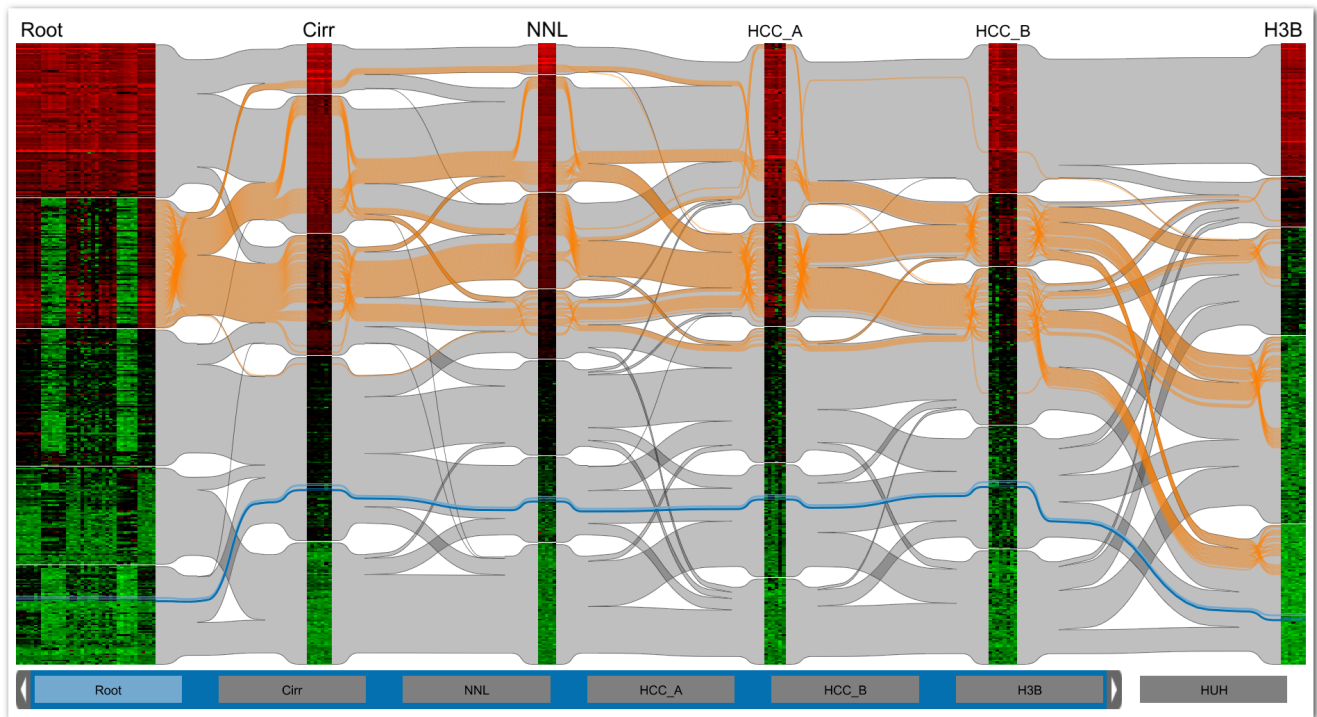 Root Cirr NNL HCC_A HCC_B H3B
Root Cirr NNL HCC_A HCC_B H3B HUH